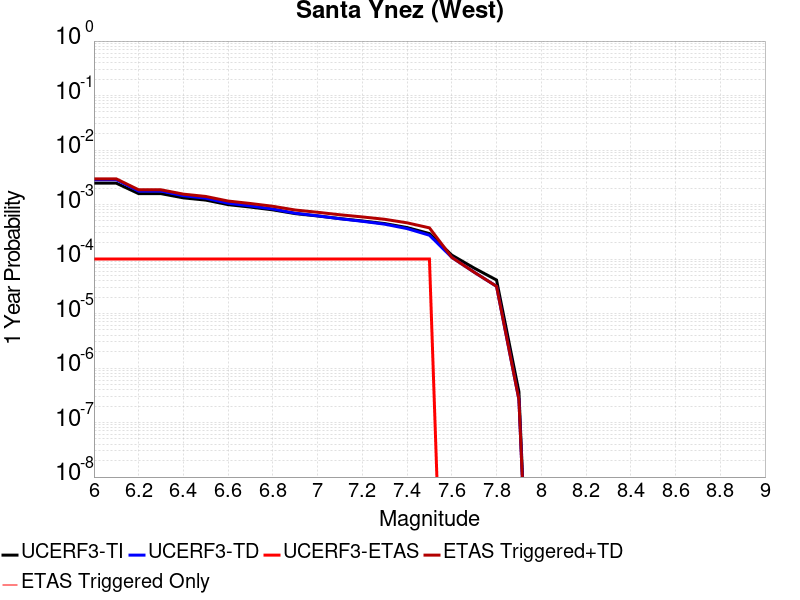 Santa Ynez (West)
10^0
10^-1
10^-2
10^-3
10^-4
10^-5
10^-6
10^-7
10^-8
1 Year Probability
6 6.2 6.4 6.6 6.8 7 7.2 7.4 7.6 7.8 8 8.2 8.4 8.6 8.8 9
Magnitude
UCERF3-TI UCERF3-TD UCERF3-ETAS ETAS Triggered+TD
ETAS Triggered Only